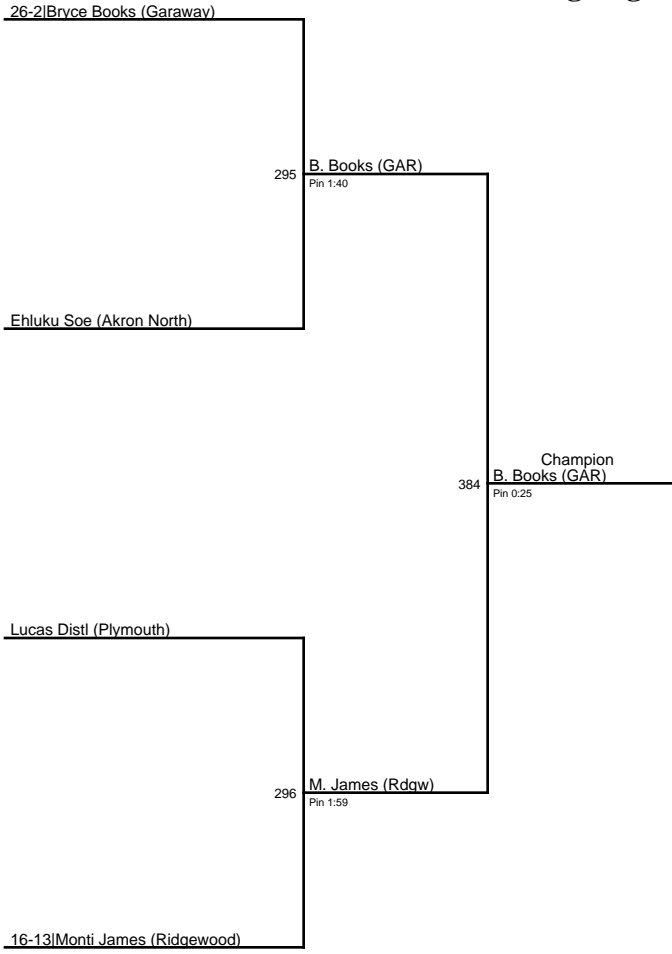 26-2|Bryce Books (Garaway)
295
B. Books (GAR)
Pin 1:40
Ehluku Soe (Akron North)
Champion
384
B. Books (GAR)
Pin 0:25
Lucas Distl (Plymouth)
296
M. James (Rdgw)
Pin 1:59
16-13|Monti James (Ridgewood)